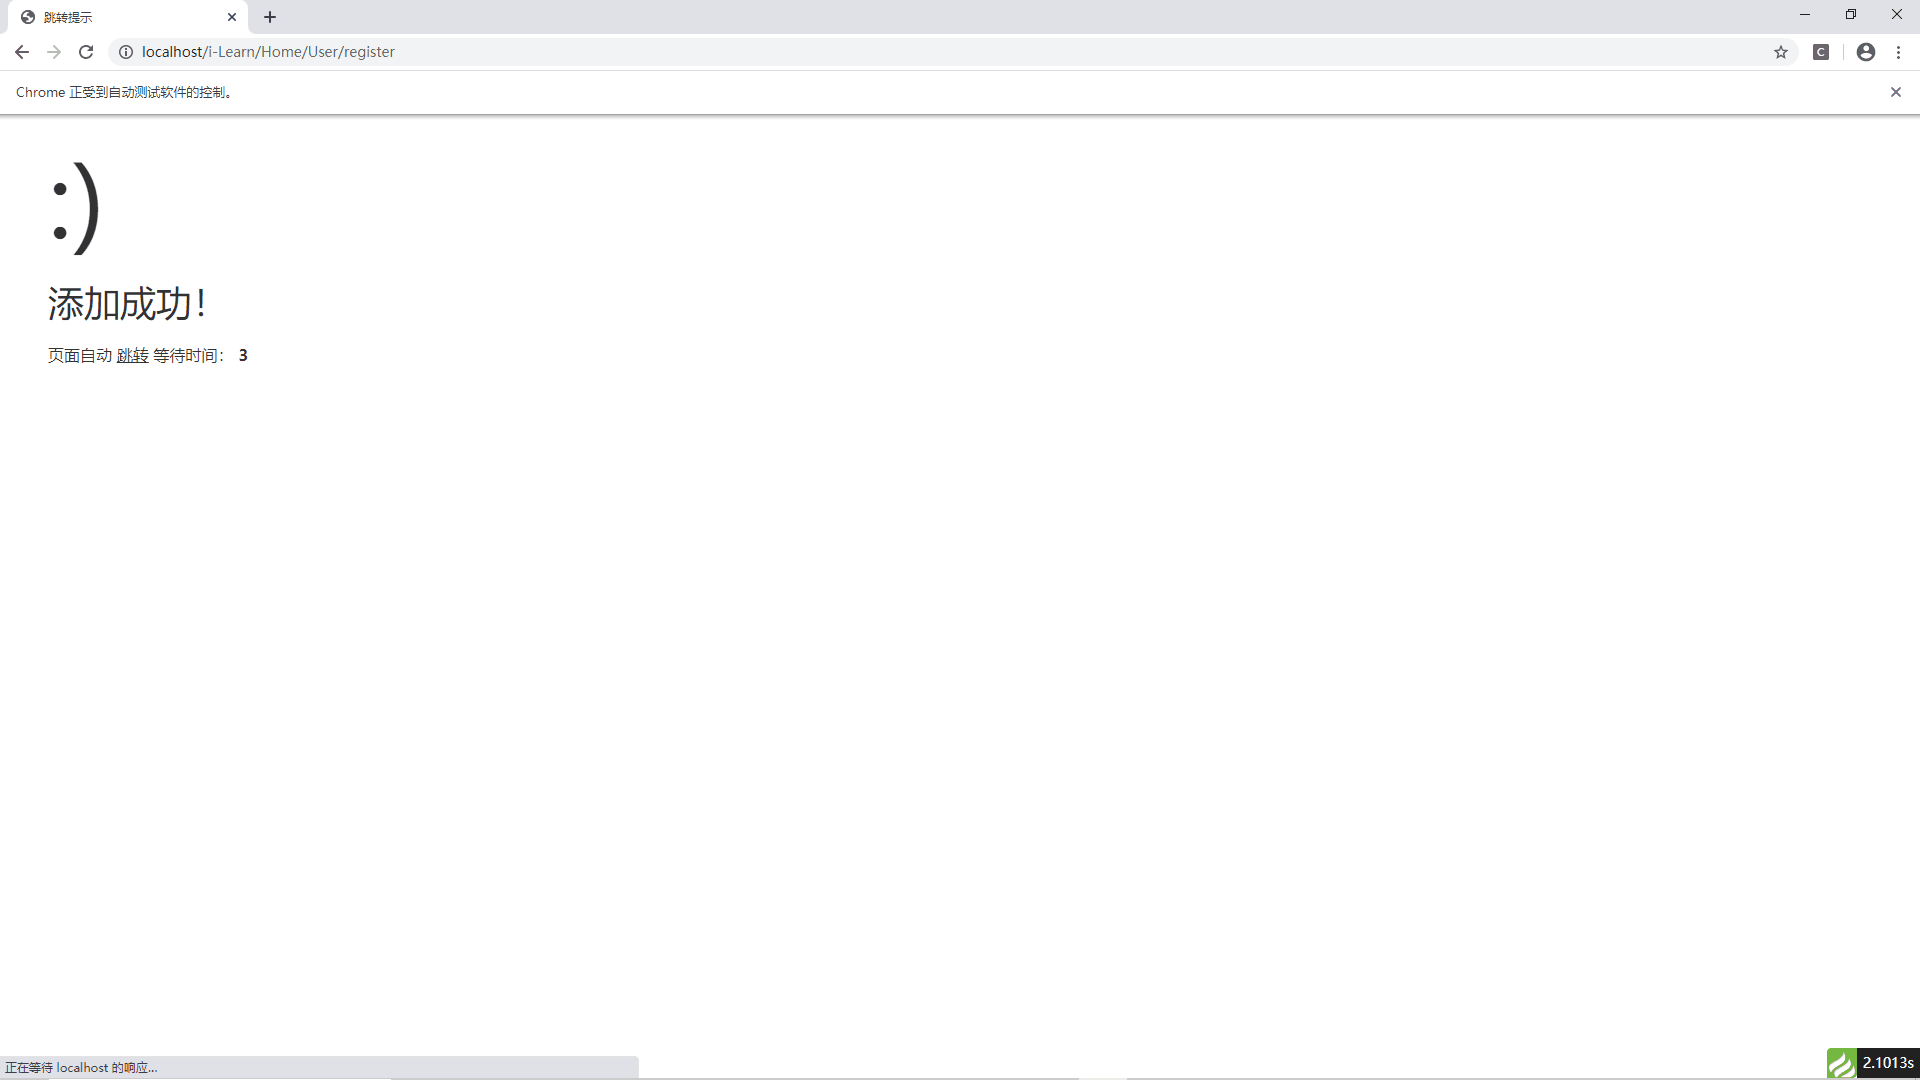 跳转提示
localhost/i-Learn/Home/User/register
C
Chrome 正受到自动测试软件的控制。
:)
添加成功！
页面自动 跳转 等待时间： 3
正在等待 localhost 的响应...
2.1013s